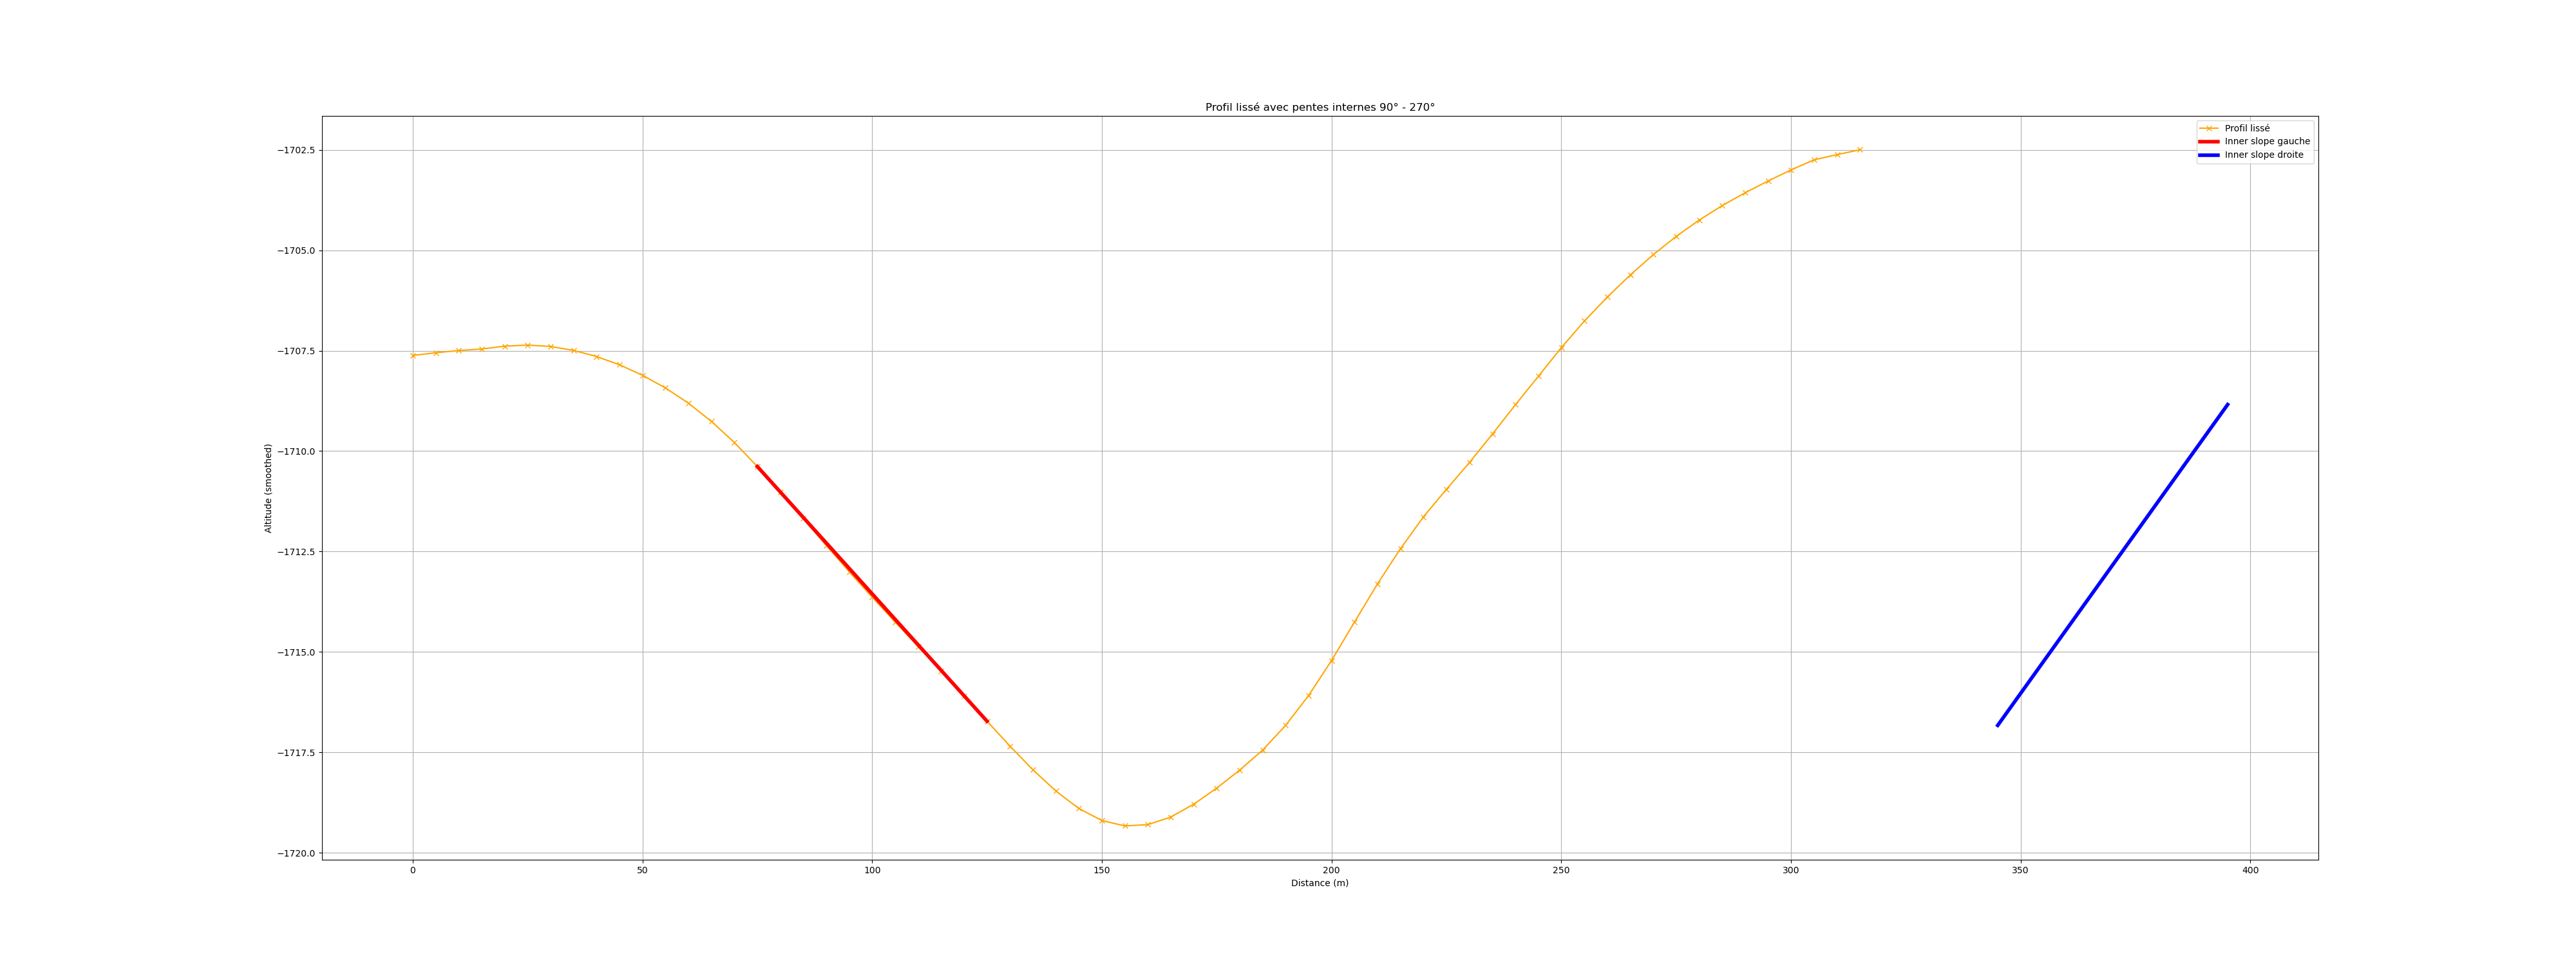 Profil lissé avec pentes internes 90° - 270°
Profil lissé
Inner slope gauche
Inner slope droite
−1702.5
−1705.0
−1707.5
−1710.0
−1712.5
−1715.0
−1717.5
−1720.0
Altitude (smoothed)
0 50 100 150 200 250 300 350 400
Distance (m)